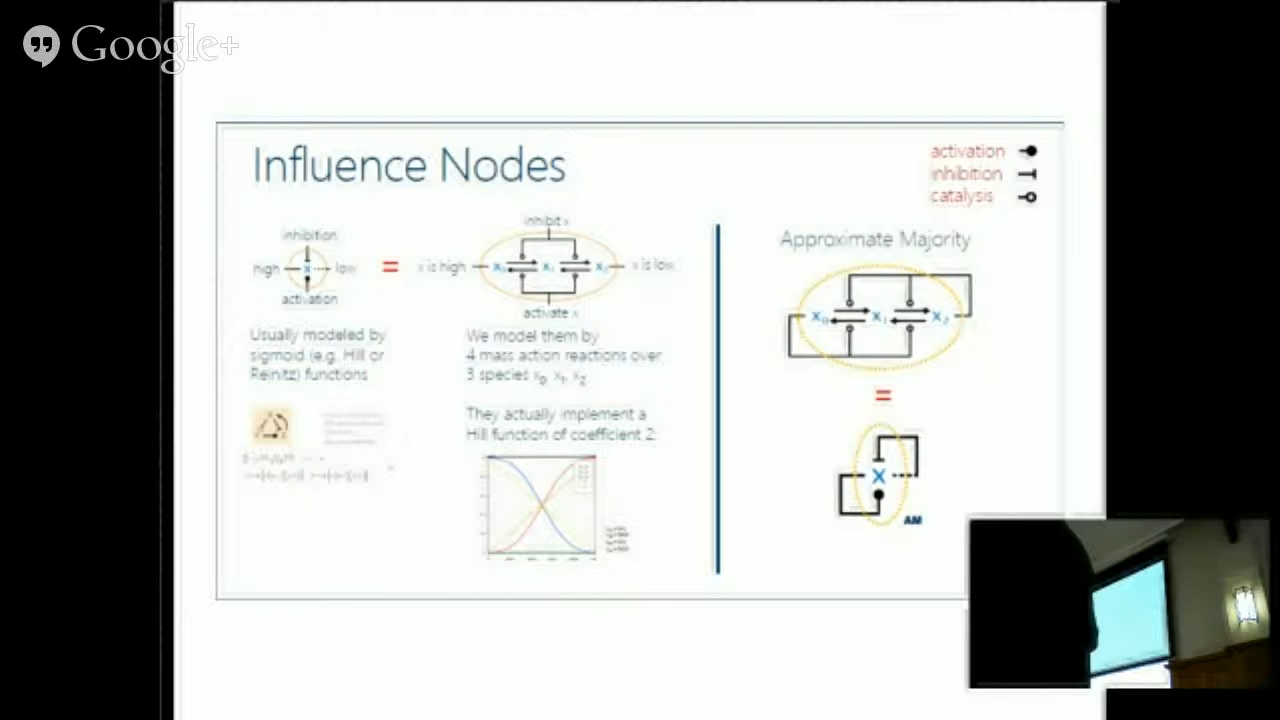 Google+
Influence Nodes
activation
inhibition
catalysis
inhibition
high
x
low
activation
=
inhibit x
x is high
x₀
x₁
x₂
x is low
activate x
Usually modeled by
sigmoid (e.g. Hill or
Reinitz) functions
We model them by
4 mass action reactions over
3 species x₀, x₁, x₂
They actually implement a
Hill function of coefficient 2:
Approximate Majority
x₀
x₁
x₂
=
x
AM